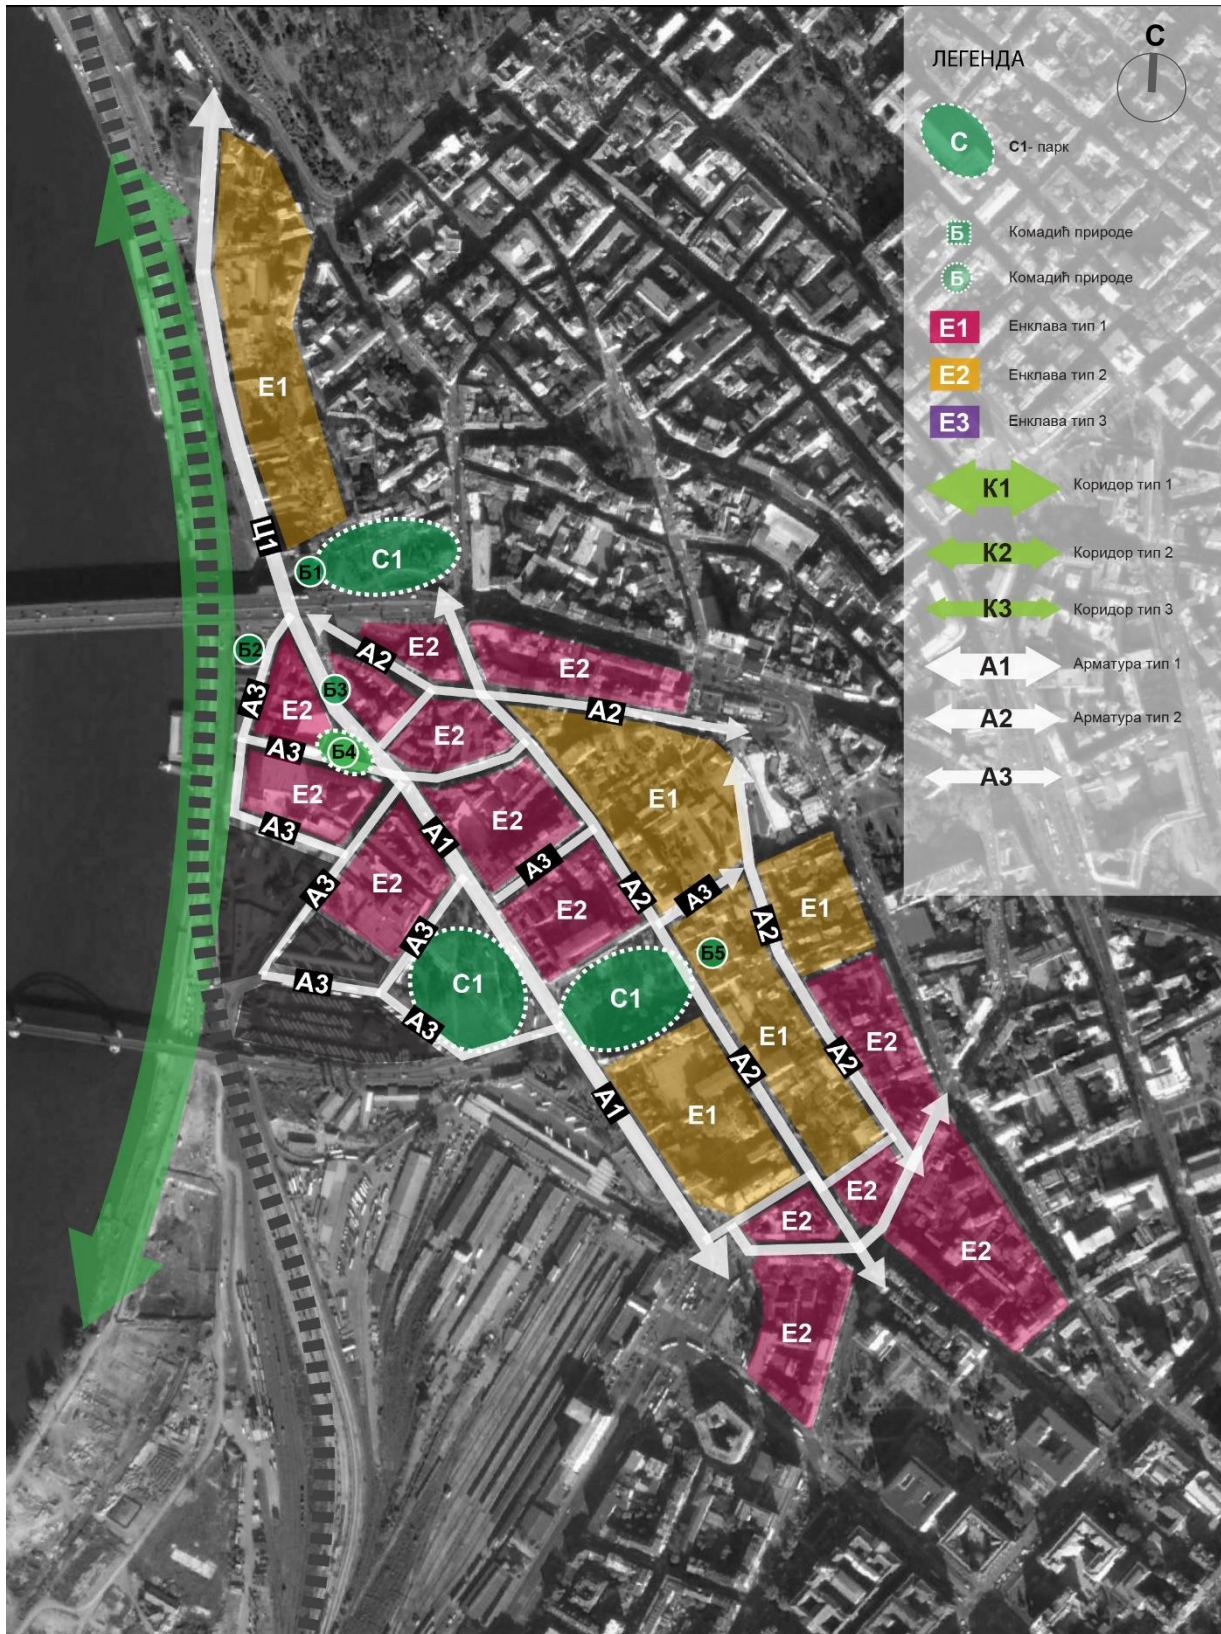 С
ЛЕГЕНДА
С
С1- парк
Б
Комадић природе
Б
Комадић природе
Е1
Енклава тип 1
Е2
Енклава тип 2
Е3
Енклава тип 3
К1
Коридор тип 1
К2
Коридор тип 2
К3
Коридор тип 3
А1
Арматура тип 1
А2
Арматура тип 2
А3
Е1
Ц1
С1
Б1
Б2
А2
Е2
Е2
А3
Б3
Е2
А2
Е2
А3
Б4
Е2
Е1
А3
А1
Е2
А3
Е2
А3
Е2
А2
А3
Е1
А3
А2
Б5
А3
С1
С1
А3
Е1
Е2
А2
А2
А1
Е1
Е2
Е2
Е2
Е2